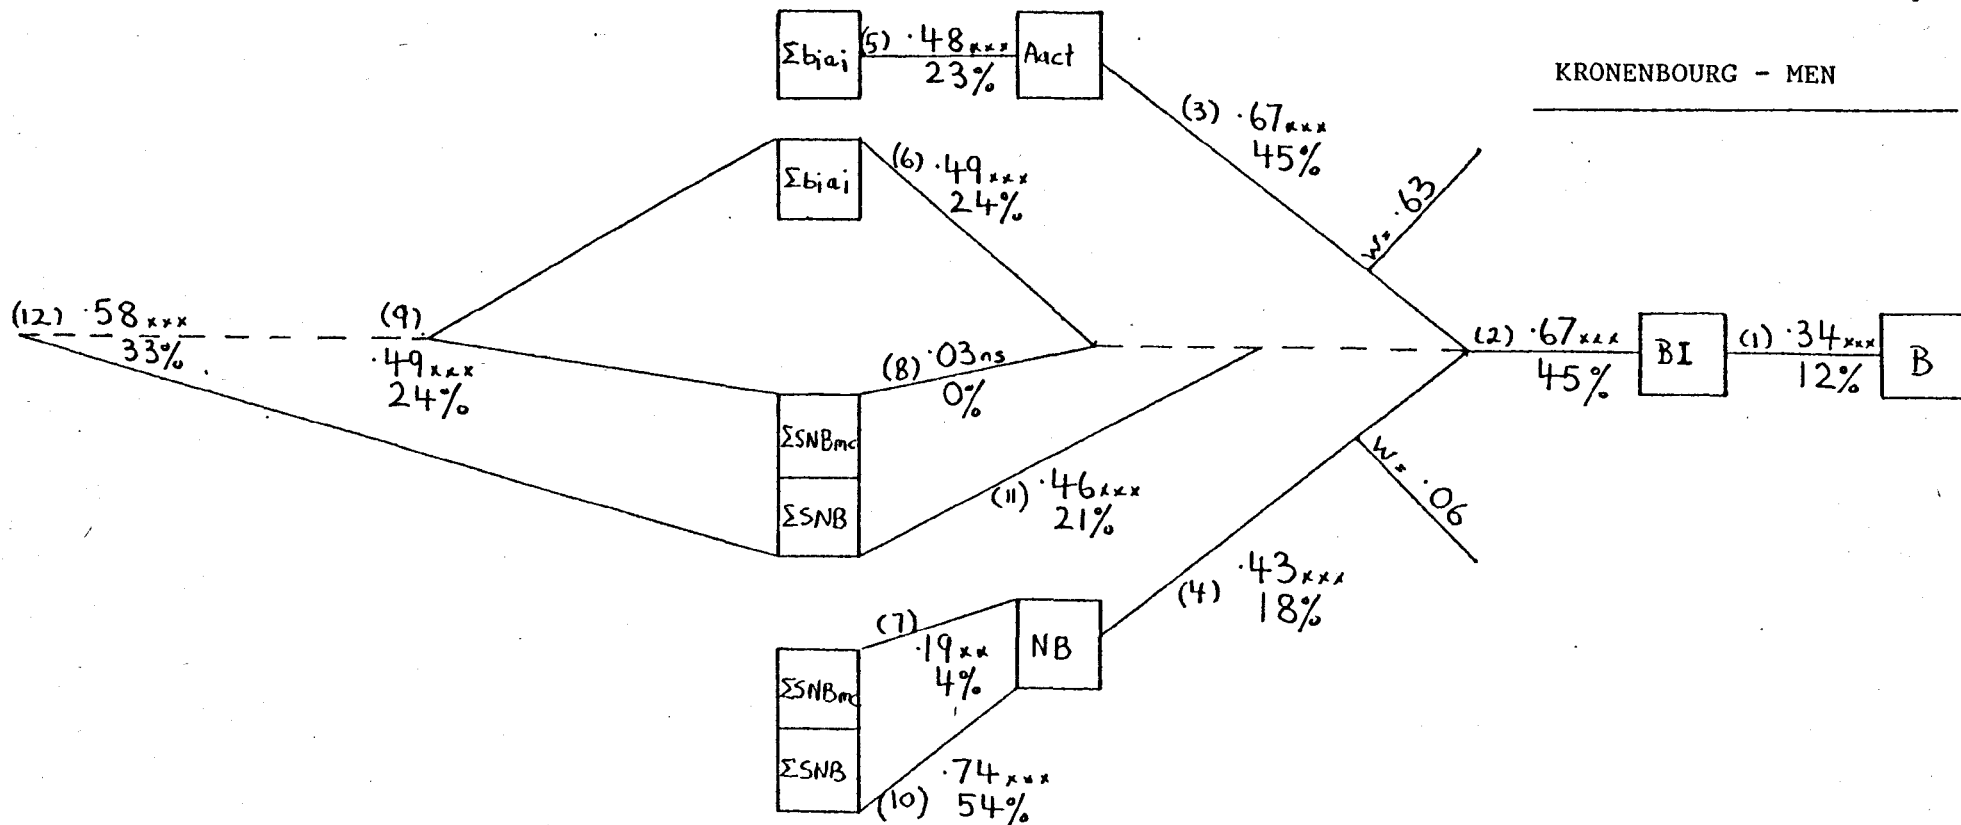 KRONENBOURG - MEN
Σbiai
(5) .48xxx
23%
Aact
(3) .67xxx
45%
Σbiai
(6) .49xxx
24%
W= .63
(12) .58xxx
33%
(9)
.49xxx
24%
(8) .03ns
0%
(2) .67xxx
45%
BI
(1) .34xxx
12%
B
ΣSNBmc
ΣSNB
(11) .46xxx
21%
W= .06
(4) .43xxx
18%
(7)
.19xx
4%
NB
ΣSNBmc
ΣSNB
(10) .74xxx
54%